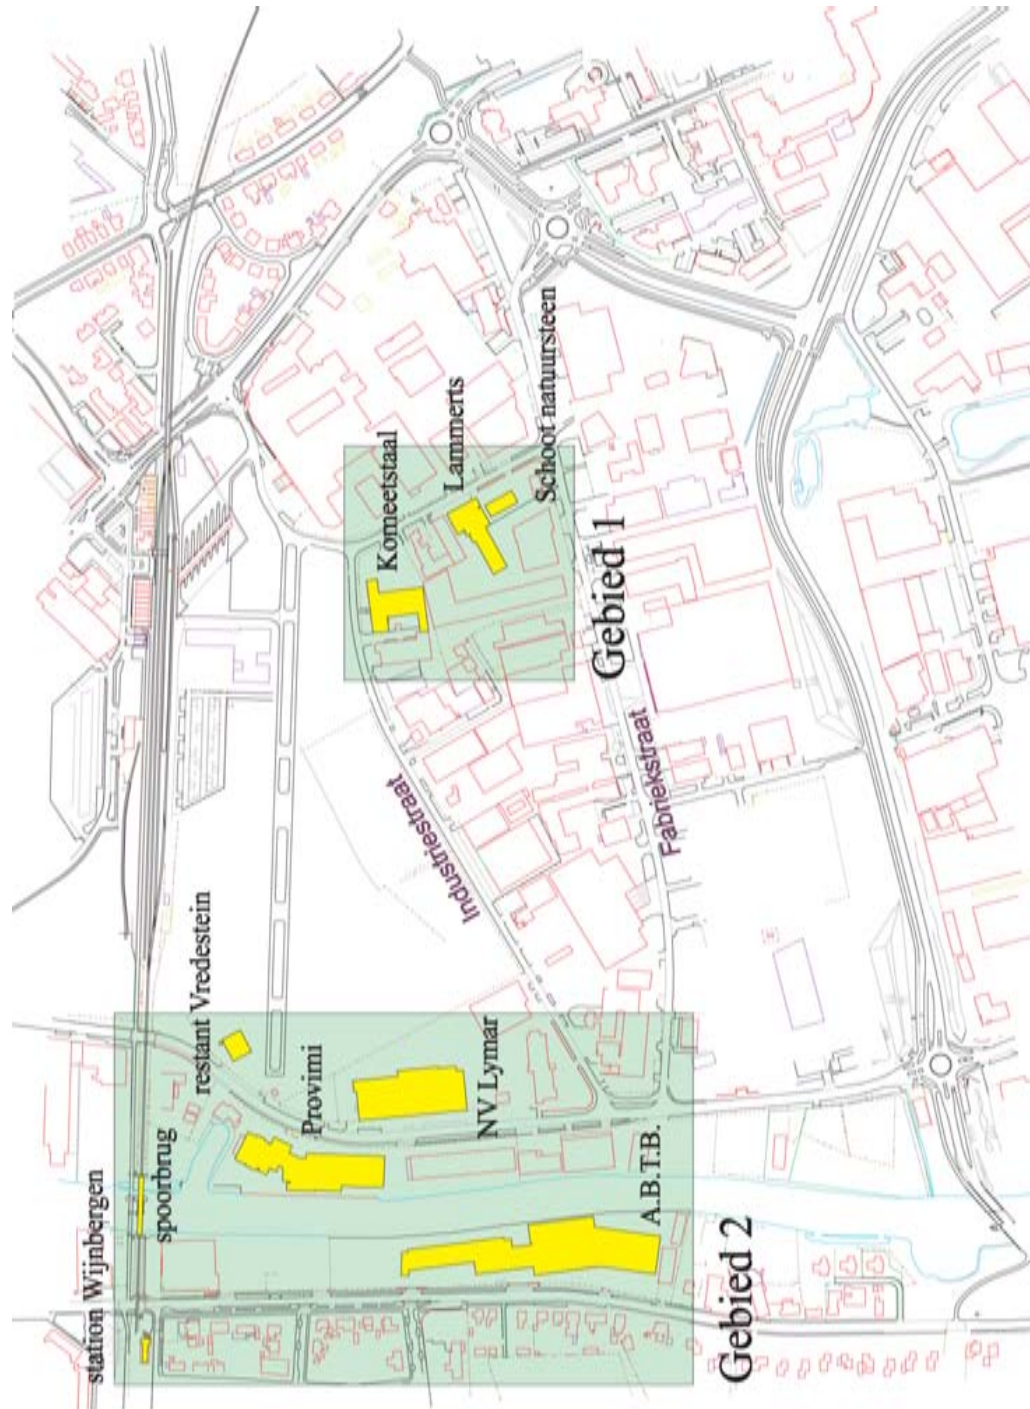 station Wijnbergen
spoorbrug
restant Vredestein
Provimi
NV Lymar
A.B.T.B.
Gebied 2
Industriestraat
Fabriekstraat
Komeetstaal
Lammerts
Schoot natuursteen
Gebied 1